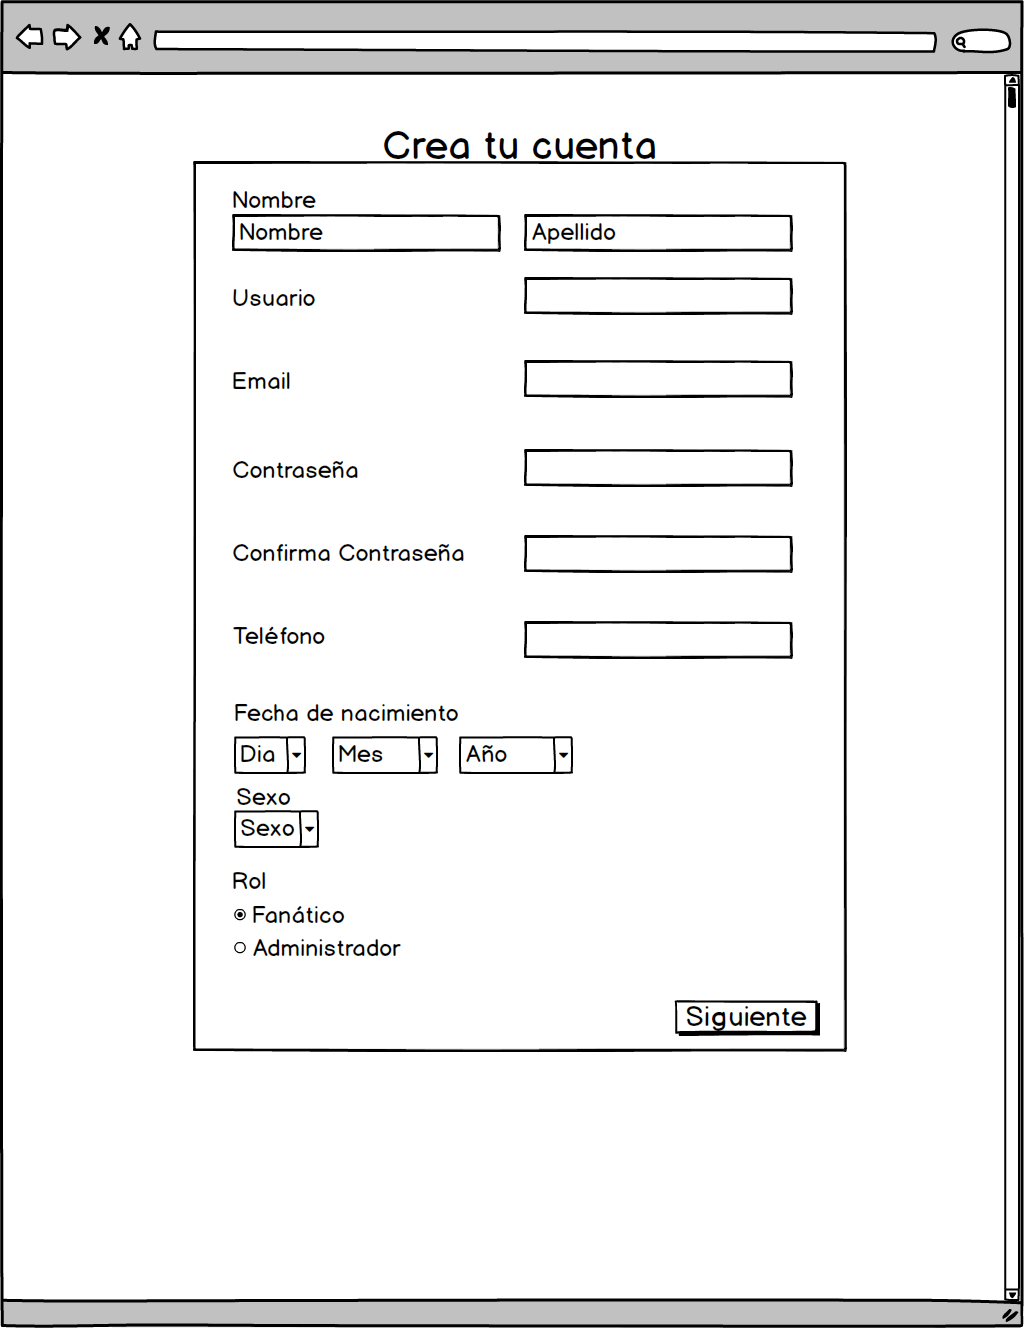 Crea tu cuenta
Nombre
Nombre Apellido
Usuario
Email
Contraseña
Confirma Contraseña
Teléfono
Fecha de nacimiento
Dia Mes Año
Sexo
Sexo
Rol
Fanático
Administrador
Siguiente